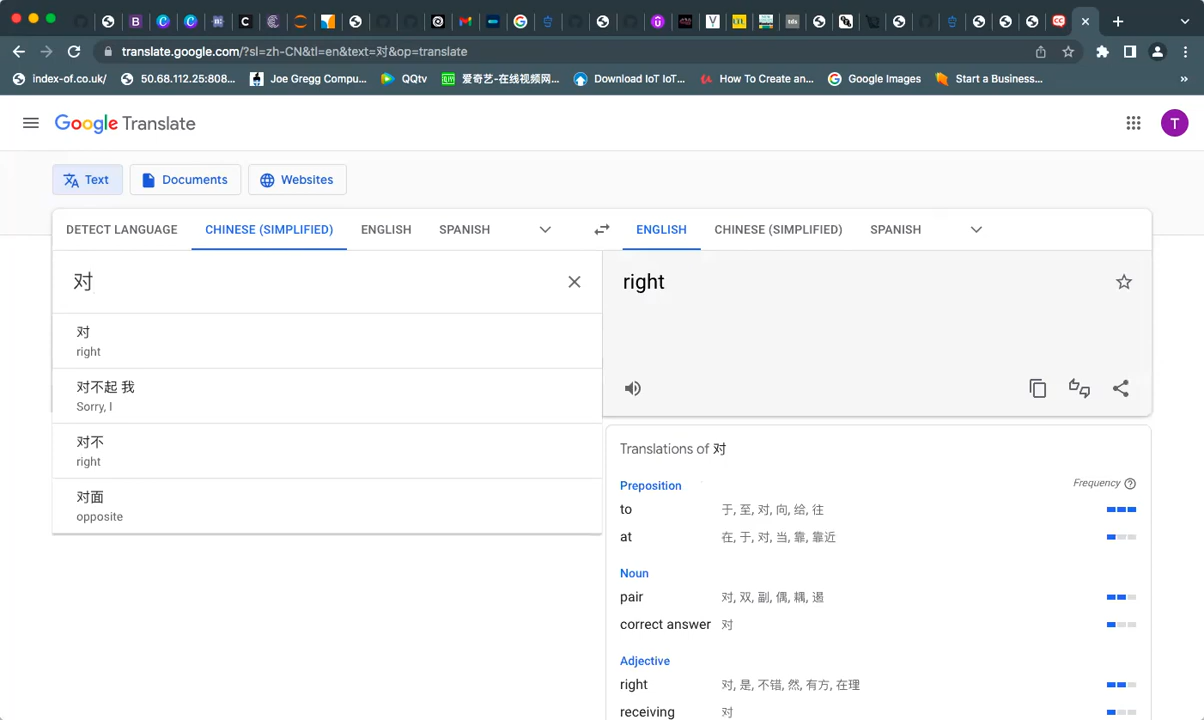 translate.google.com/?sl=zh-CN&tl=en&text=对&op=translate
index-of.co.uk/ 50.68.112.25:808... Joe Gregg Compu... QQtv 爱奇艺-在线视频网... Download IoT IoT... How To Create an... Google Images Start a Business... »
Google Translate T
Text Documents Websites
DETECT LANGUAGE CHINESE (SIMPLIFIED) ENGLISH SPANISH ENGLISH CHINESE (SIMPLIFIED) SPANISH
对 right
对
right
对不起 我
Sorry, I
对不
right
对面
opposite
Translations of 对
Preposition Frequency
to 于, 至, 对, 向, 给, 往
at 在, 于, 对, 当, 靠, 靠近
Noun
pair 对, 双, 副, 偶, 耦, 遏
correct answer 对
Adjective
right 对, 是, 不错, 然, 有方, 在理
receiving 对